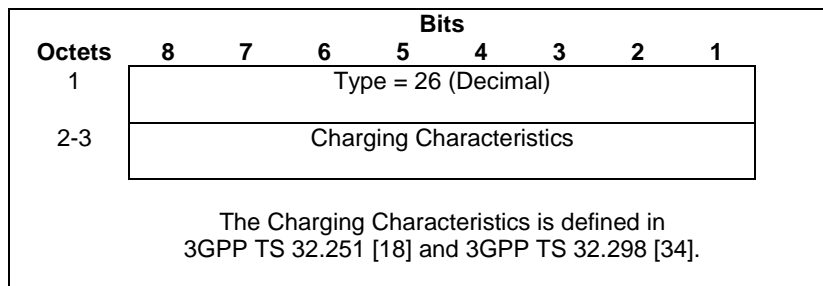 Bits
Octets 8 7 6 5 4 3 2 1
1 Type = 26 (Decimal)
2-3 Charging Characteristics
The Charging Characteristics is defined in
3GPP TS 32.251 [18] and 3GPP TS 32.298 [34].